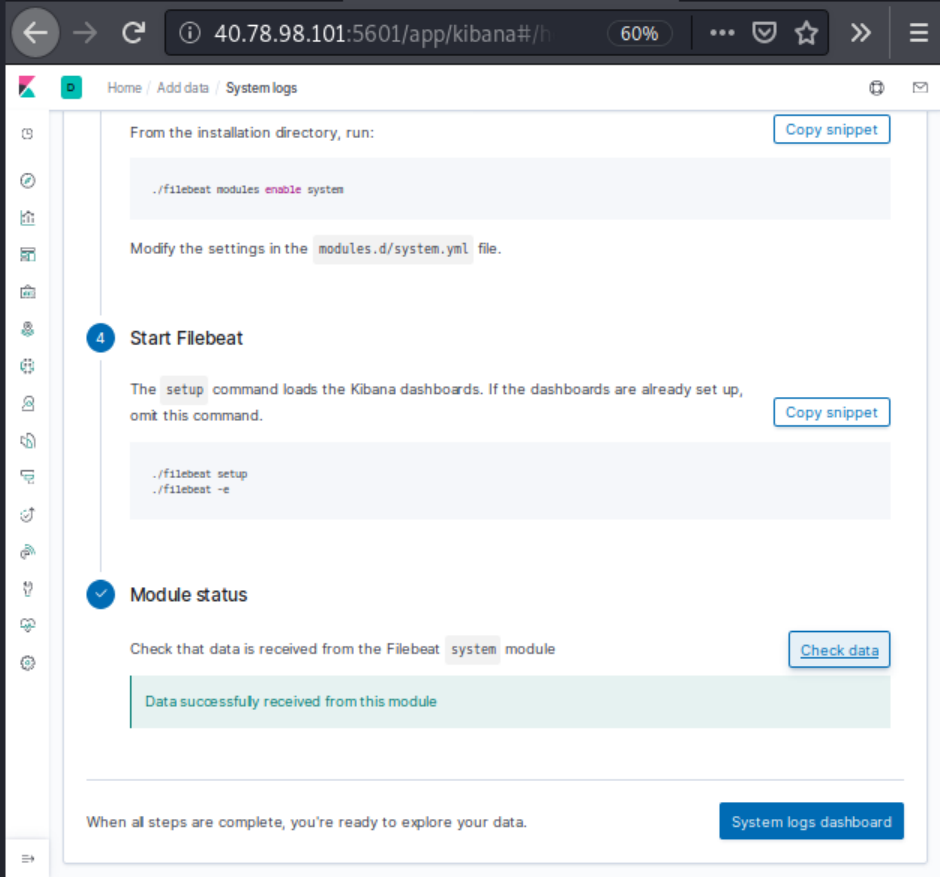 40.78.98.101:5601/app/kibana#/h
60%
D
Home / Add data / System logs
From the installation directory, run:
Copy snippet
./filebeat modules enable system
Modify the settings in the modules.d/system.yml file.
4
Start Filebeat
The setup command loads the Kibana dashboards. If the dashboards are already set up,
omit this command.
Copy snippet
./filebeat setup
./filebeat -e
Module status
Check that data is received from the Filebeat system module
Check data
Data successfully received from this module
When all steps are complete, you're ready to explore your data.
System logs dashboard